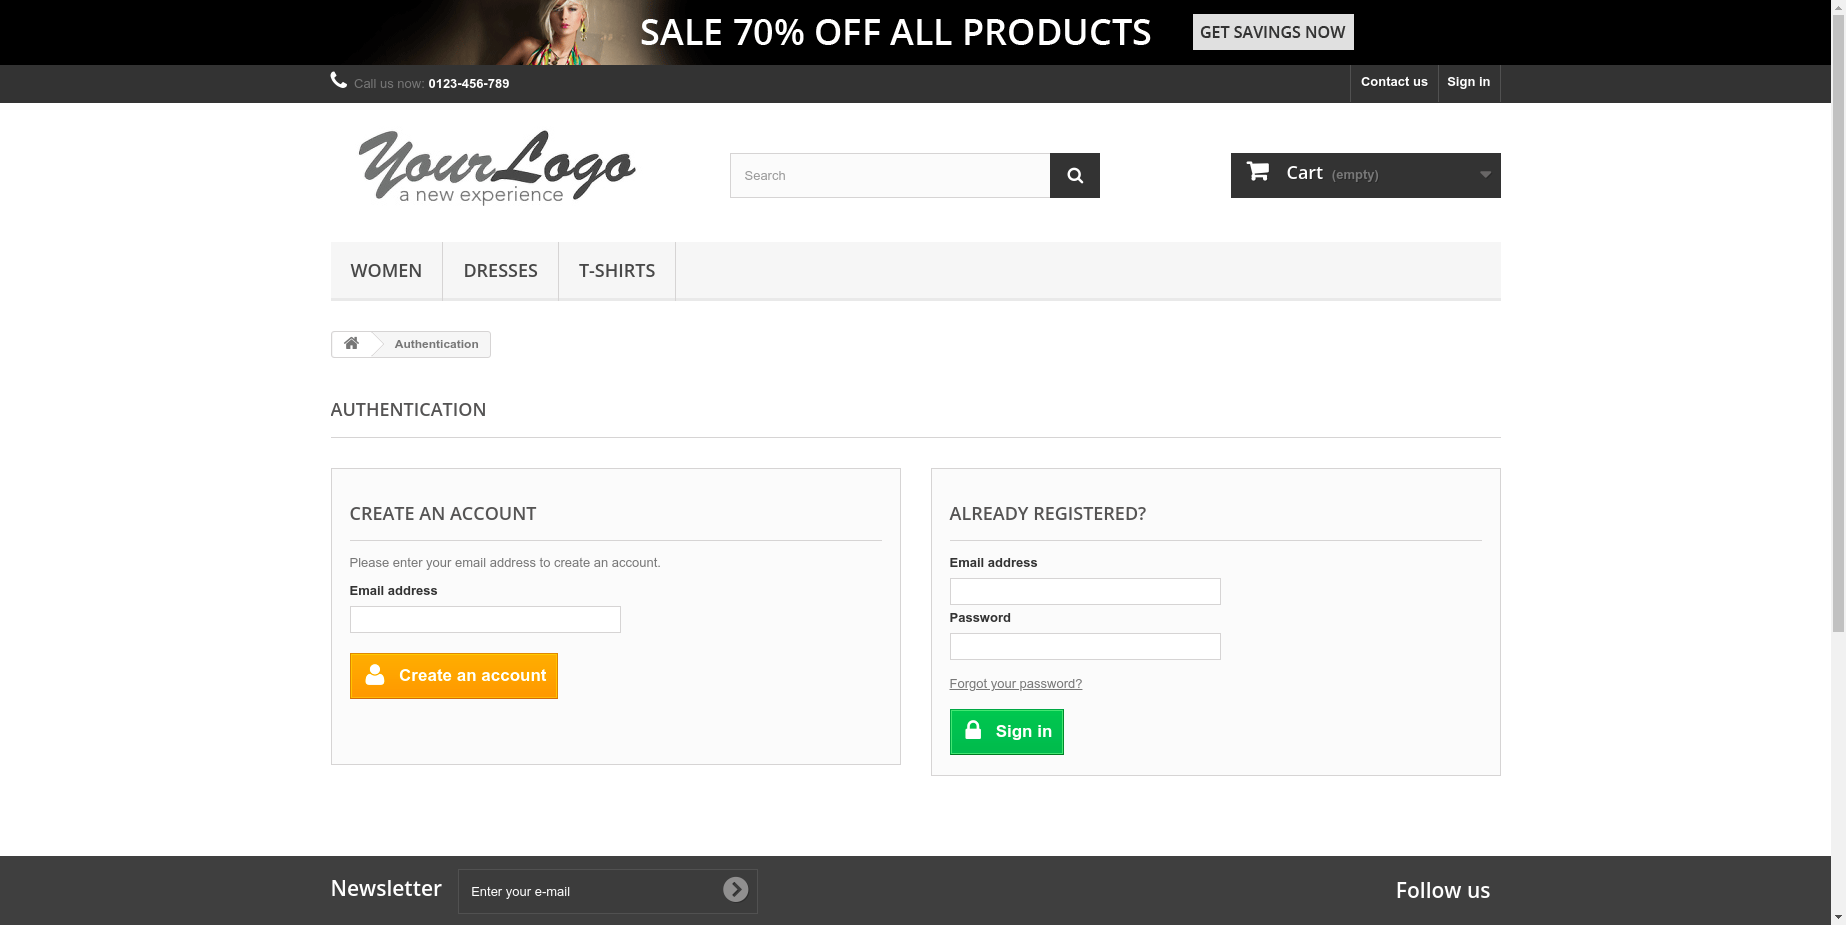 SALE 70% OFF ALL PRODUCTS GET SAVINGS NOW
Call us now: 0123-456-789 Contact us Sign in
YourLogo
a new experience
Search
Cart (empty)
WOMEN DRESSES T-SHIRTS
Authentication
AUTHENTICATION
CREATE AN ACCOUNT
Please enter your email address to create an account.
Email address
Create an account
ALREADY REGISTERED?
Email address
Password
Forgot your password?
Sign in
Newsletter Enter your e-mail Follow us